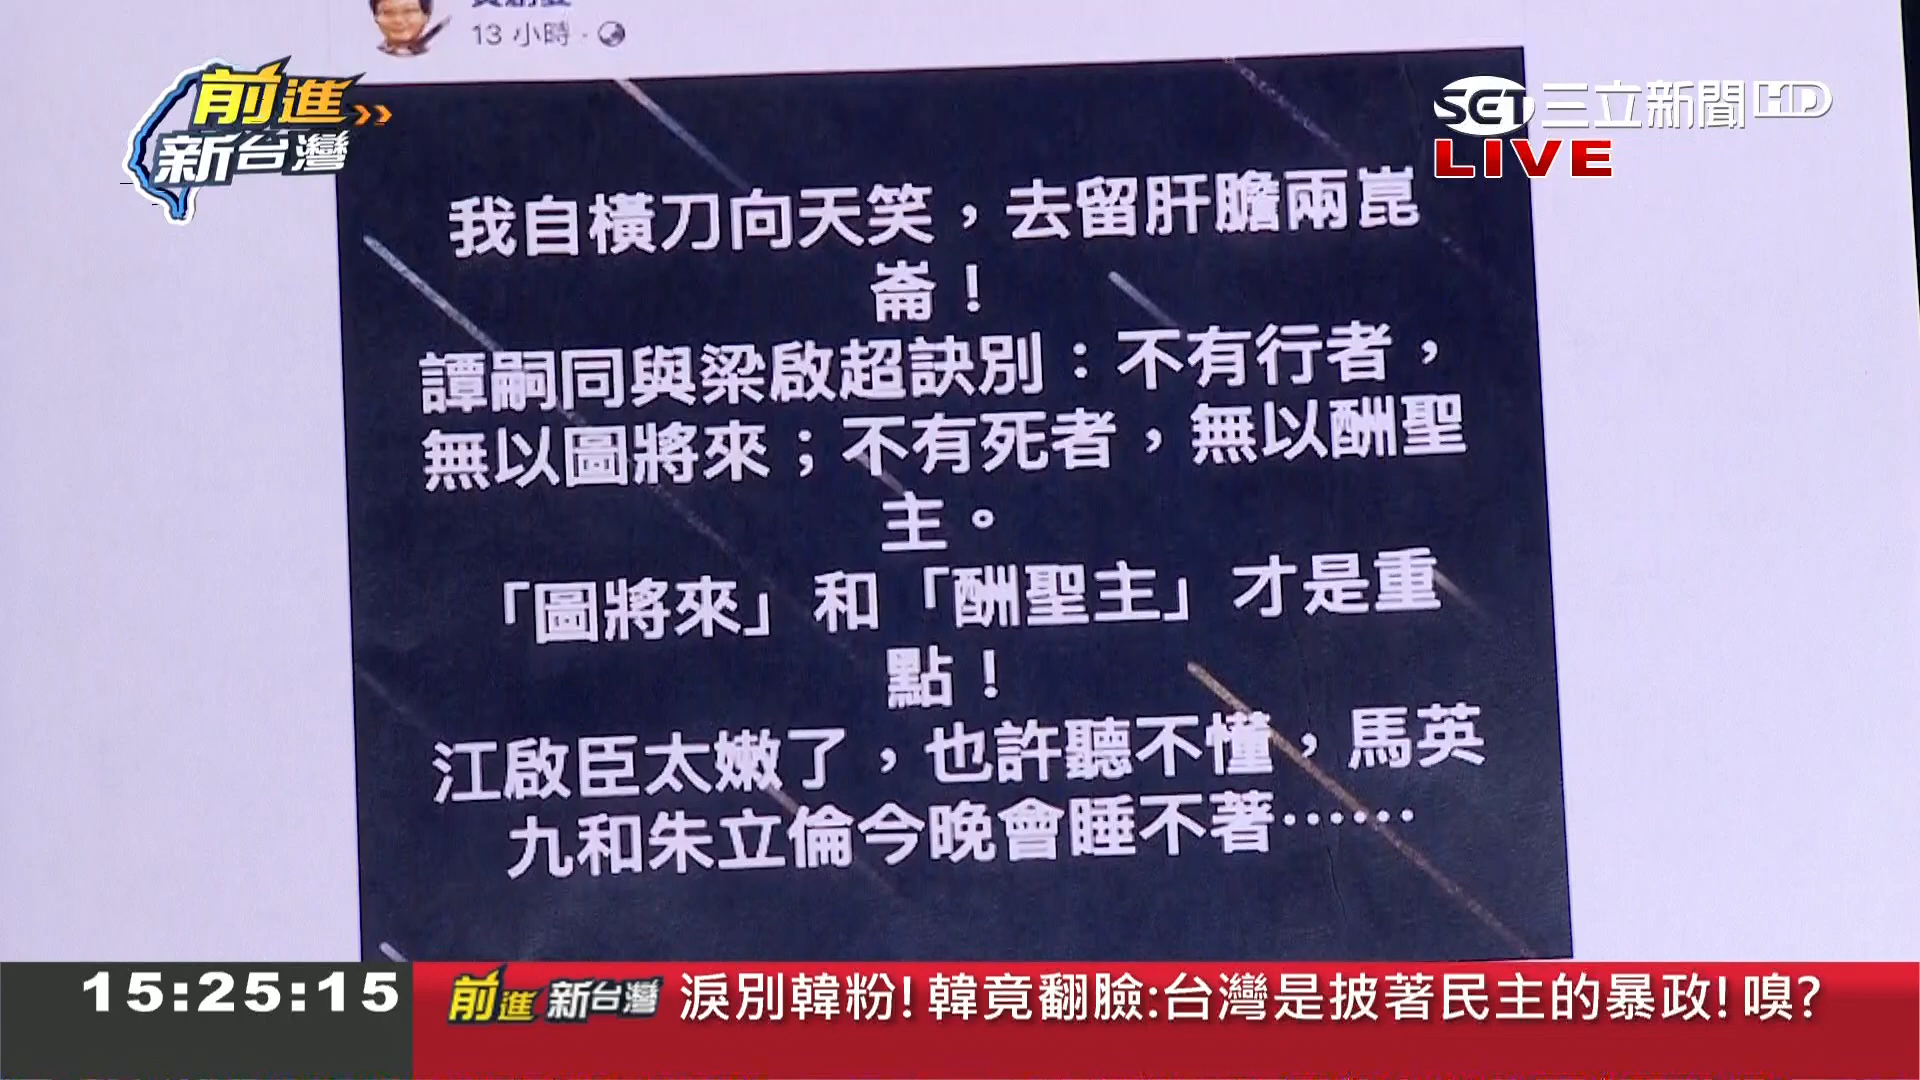 13 小時
前進
新台灣
SET三立新聞HD
LIVE
我自橫刀向天笑，去留肝膽兩崑
崙！
譚嗣同與梁啟超訣別：不有行者，
無以圖將來；不有死者，無以酬聖
主。
「圖將來」和「酬聖主」才是重
點！
江啟臣太嫩了，也許聽不懂，馬英
九和朱立倫今晚會睡不著……
15:25:15
前進新台灣 淚別韓粉!韓竟翻臉:台灣是披著民主的暴政!嗅?